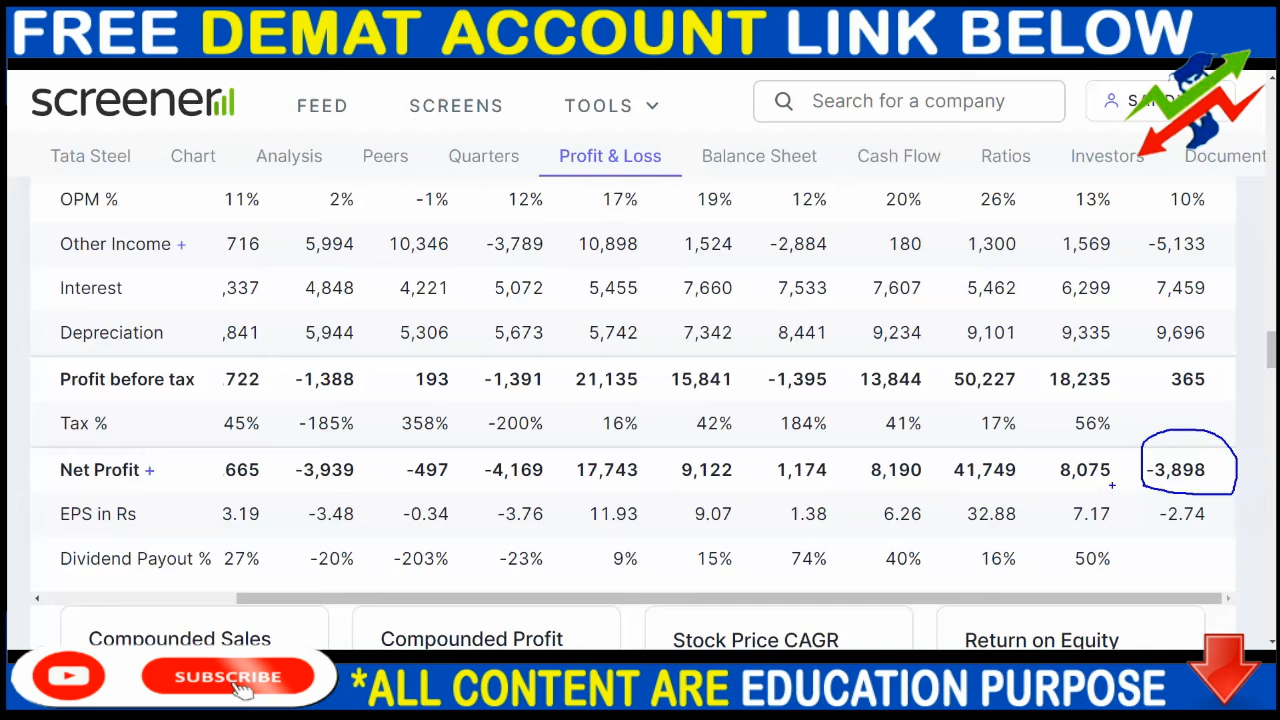 FREE DEMAT ACCOUNT LINK BELOW
screener FEED SCREENS TOOLS Search for a company
Tata Steel Chart Analysis Peers Quarters Profit & Loss Balance Sheet Cash Flow Ratios Investors Document
OPM % 11% 2% -1% 12% 17% 19% 12% 20% 26% 13% 10%
Other Income + 716 5,994 10,346 -3,789 10,898 1,524 -2,884 180 1,300 1,569 -5,133
Interest ,337 4,848 4,221 5,072 5,455 7,660 7,533 7,607 5,462 6,299 7,459
Depreciation ,841 5,944 5,306 5,673 5,742 7,342 8,441 9,234 9,101 9,335 9,696
Profit before tax .722 -1,388 193 -1,391 21,135 15,841 -1,395 13,844 50,227 18,235 365
Tax % 45% -185% 358% -200% 16% 42% 184% 41% 17% 56%
Net Profit + 665 -3,939 -497 -4,169 17,743 9,122 1,174 8,190 41,749 8,075 -3,898
EPS in Rs 3.19 -3.48 -0.34 -3.76 11.93 9.07 1.38 6.26 32.88 7.17 -2.74
Dividend Payout % 27% -20% -203% -23% 9% 15% 74% 40% 16% 50%
Compounded Sales Compounded Profit Stock Price CAGR Return on Equity
SUBSCRIBE *ALL CONTENT ARE EDUCATION PURPOSE